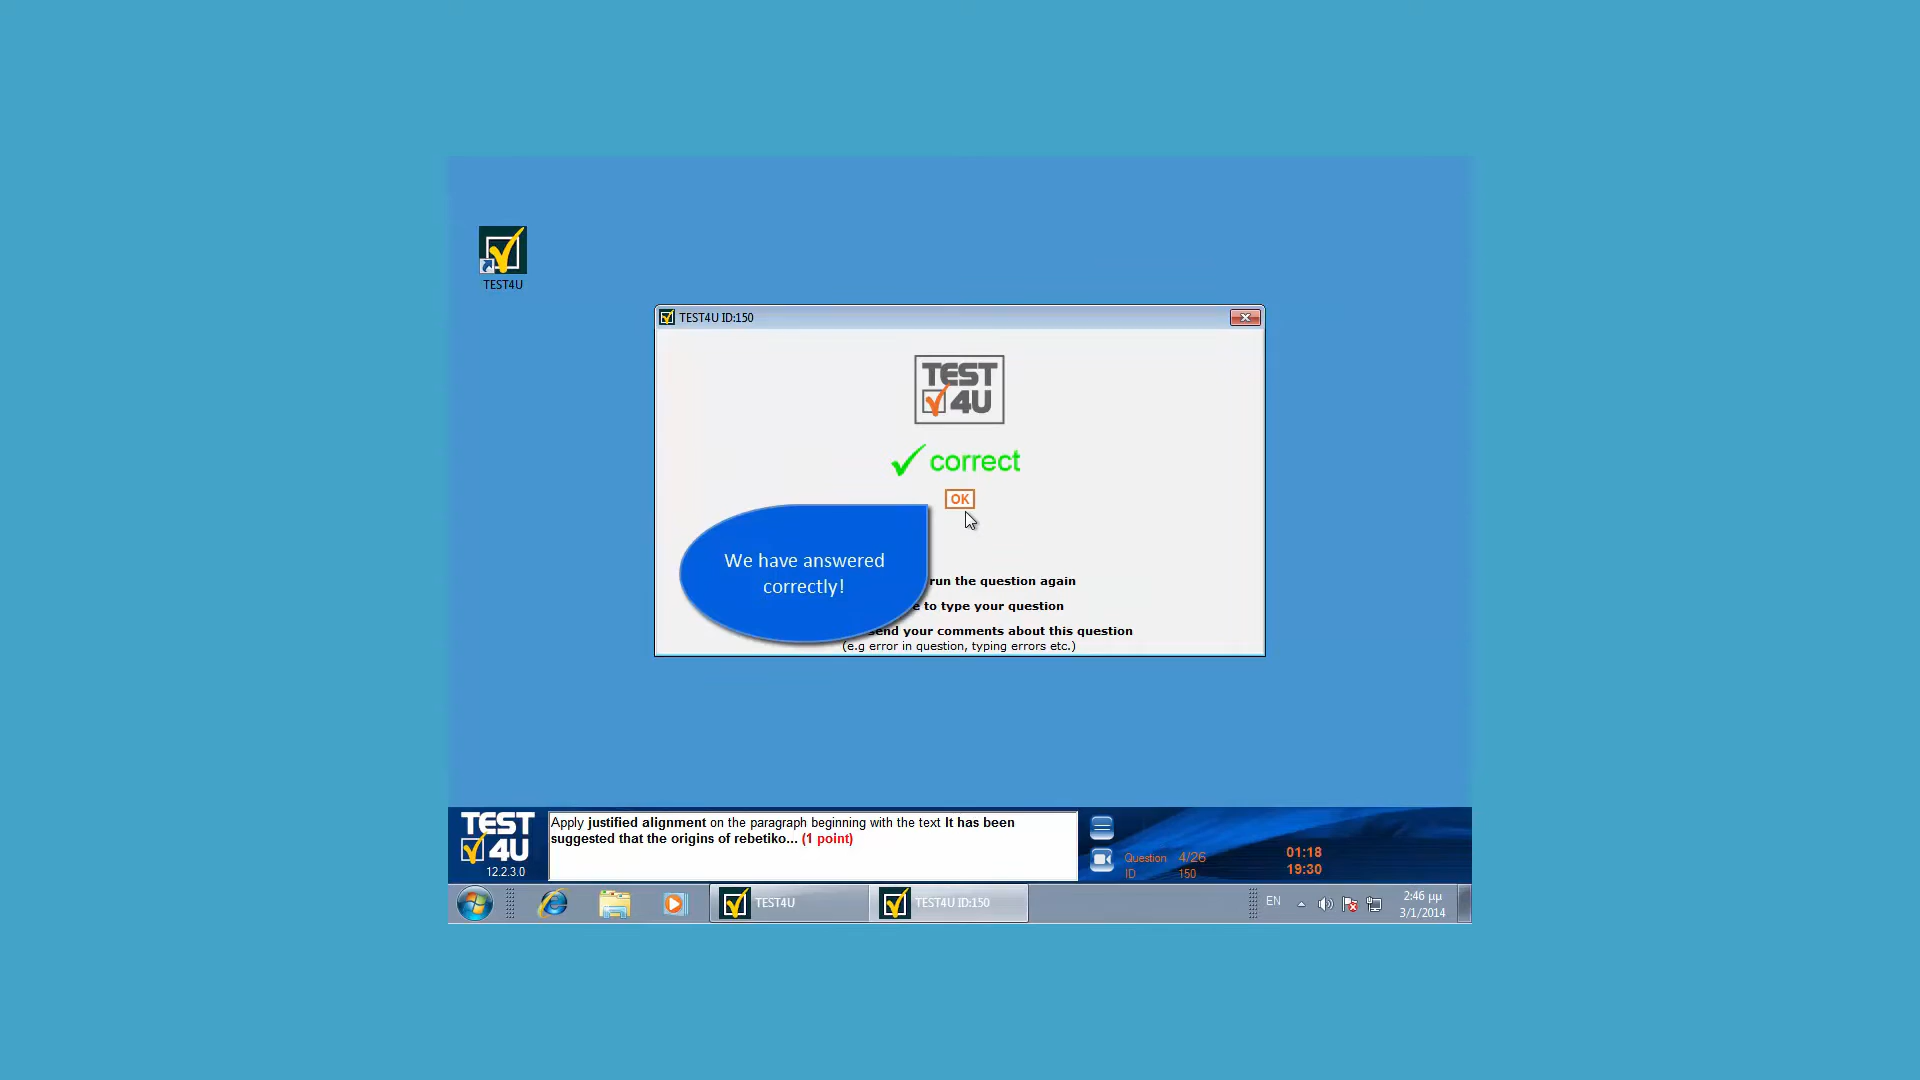 TEST4U
TEST4U ID:150
TEST
4U
correct
OK
We have answered
correctly!
run the question again
e to type your question
send your comments about this question
(e.g error in question, typing errors etc.)
TEST
4U
12.2.3.0
Apply justified alignment on the paragraph beginning with the text It has been
suggested that the origins of rebetiko... (1 point)
Question 4/26
ID 150
01:18
19:30
TEST4U
TEST4U ID:150
EN
2:46 μμ
3/1/2014